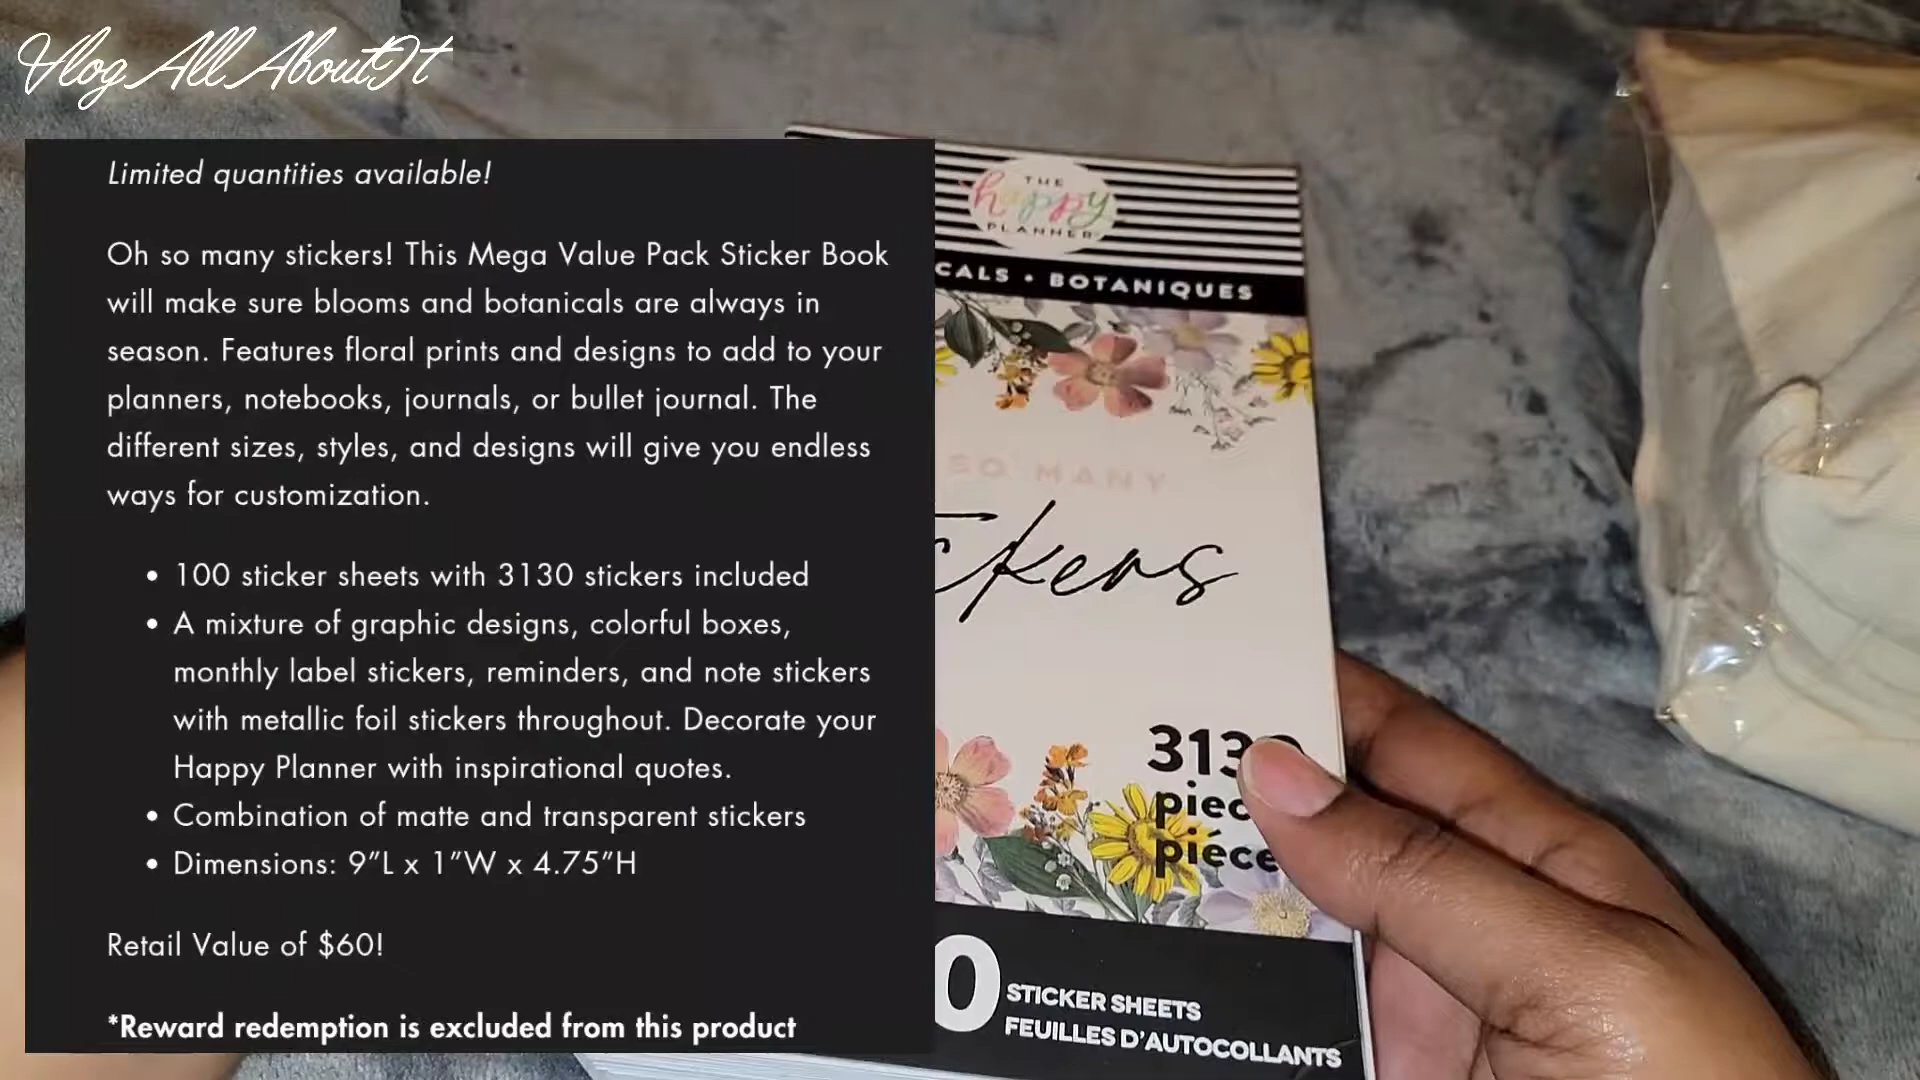 Vlog All About It
Limited quantities available!
Oh so many stickers! This Mega Value Pack Sticker Book
will make sure blooms and botanicals are always in
season. Features floral prints and designs to add to your
planners, notebooks, journals, or bullet journal. The
different sizes, styles, and designs will give you endless
ways for customization.
• 100 sticker sheets with 3130 stickers included
• A mixture of graphic designs, colorful boxes,
monthly label stickers, reminders, and note stickers
with metallic foil stickers throughout. Decorate your
Happy Planner with inspirational quotes.
• Combination of matte and transparent stickers
• Dimensions: 9”L x 1”W x 4.75”H
Retail Value of $60!
*Reward redemption is excluded from this product
THE
happy
PLANNER
CALS • BOTANIQUES
SO MANY
ckers
313
piec
pièce
0 STICKER SHEETS
FEUILLES D'AUTOCOLLANTS